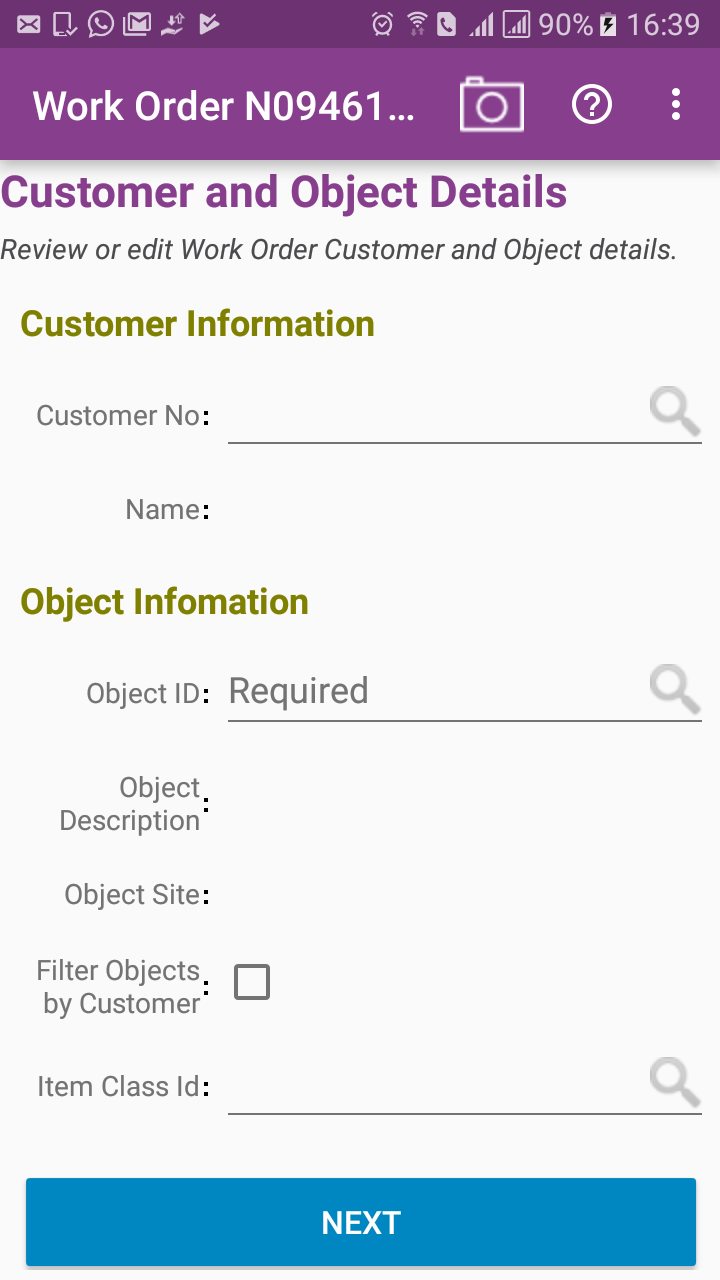 90% 16:39
Work Order N09461...
Customer and Object Details
Review or edit Work Order Customer and Object details.
Customer Information
Customer No:
Name:
Object Infomation
Object ID: Required
Object
Description:
Object Site:
Filter Objects
by Customer:
Item Class Id:
NEXT